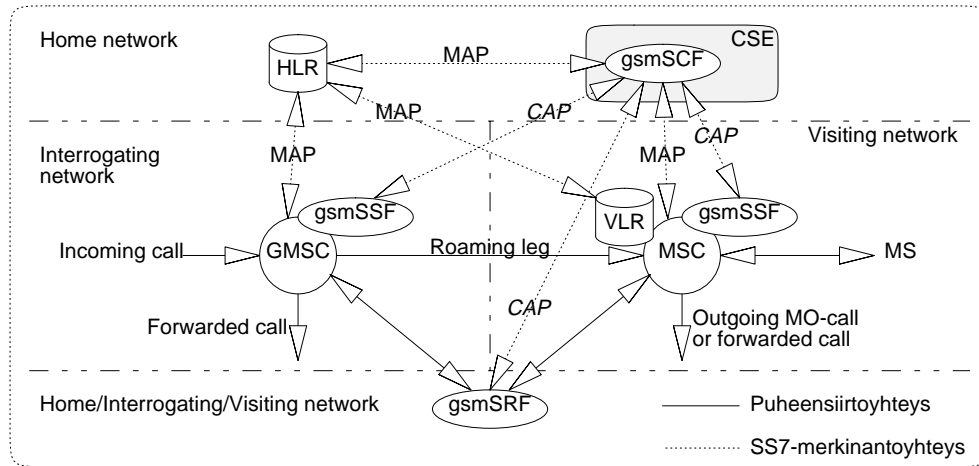 Home network
HLR
MAP
gsmSCF
CSE
MAP
CAP
CAP
Interrogating
network
Visiting network
MAP
MAP
gsmSSF
VLR
gsmSSF
Incoming call
GMSC
Roaming leg
MSC
MS
CAP
Forwarded call
Outgoing MO-call
or forwarded call
Home/Interrogating/Visiting network
gsmSRF
Puheensiirtoyhteys
SS7-merkinantoyhteys